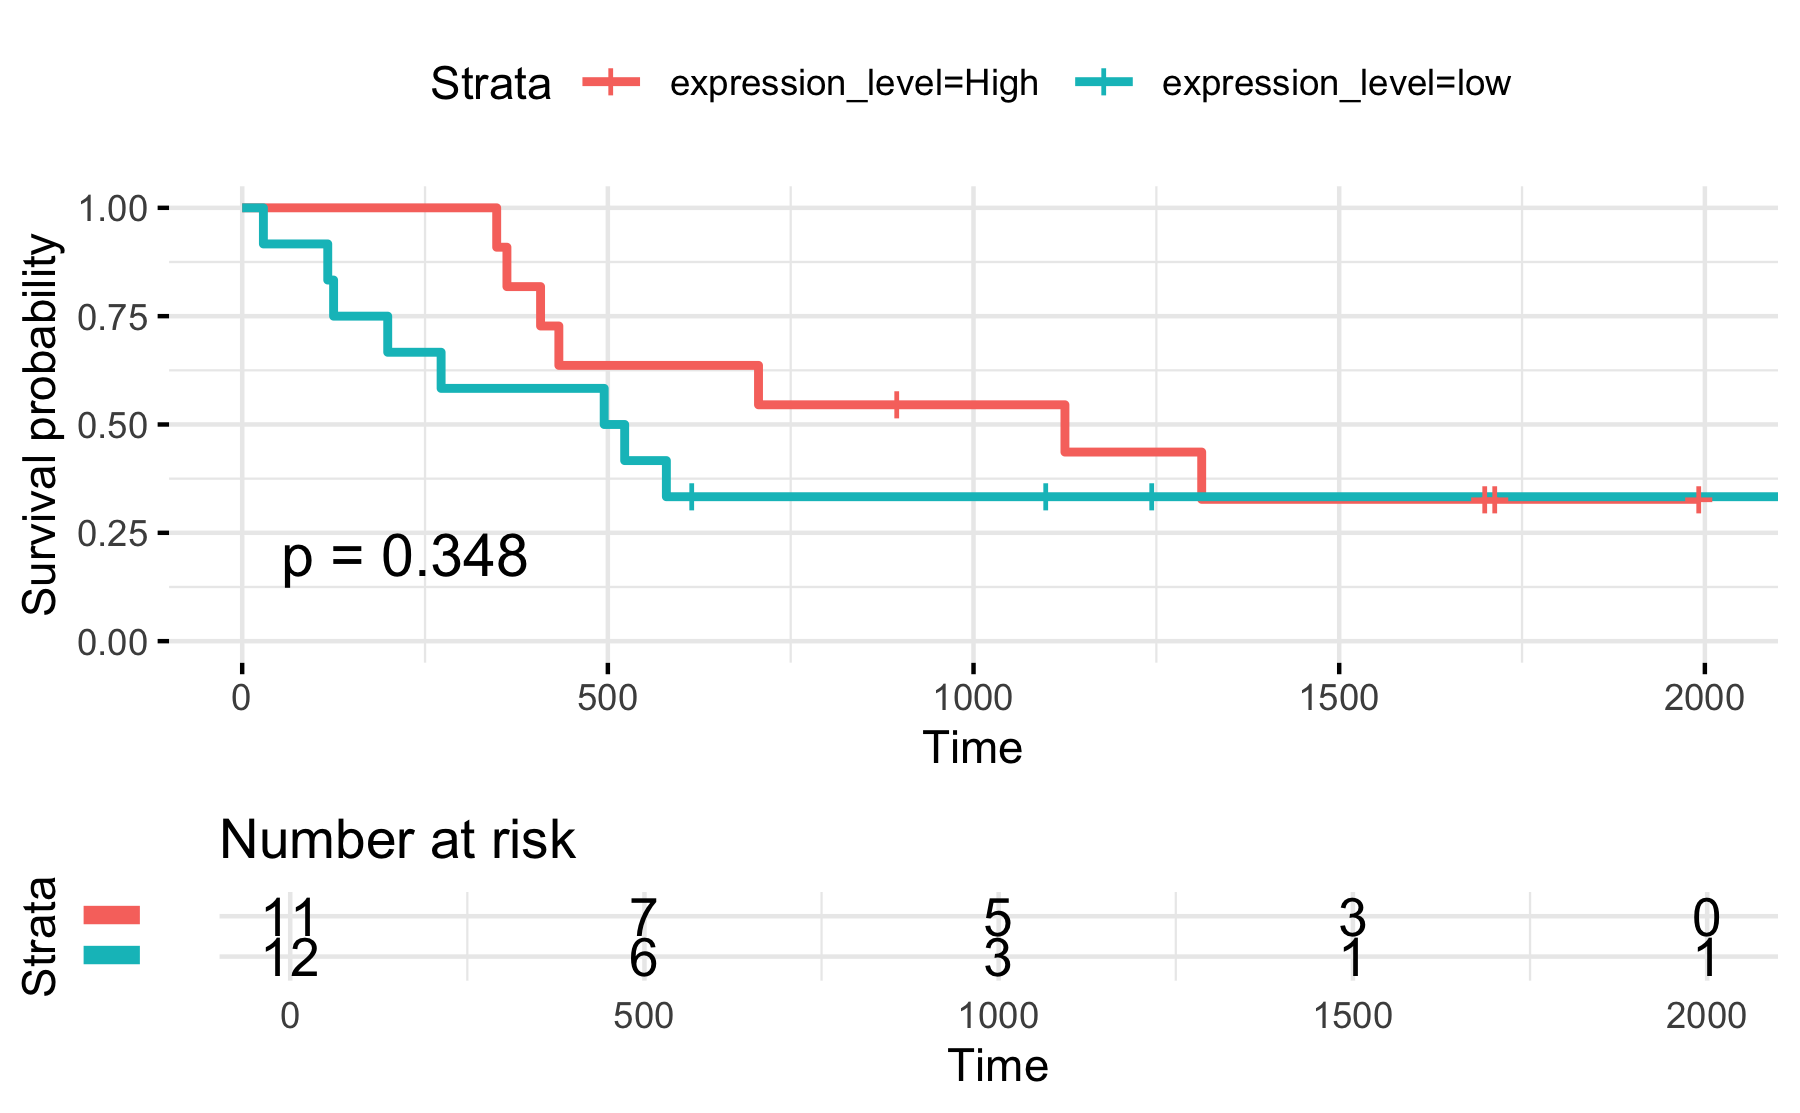 Strata expression_level=High expression_level=low
Survival probability
1.00
0.75
0.50
0.25
0.00
p = 0.348
0 500 1000 1500 2000
Time
Number at risk
Strata
11 7 5 3 0
12 6 3 1 1
0 500 1000 1500 2000
Time